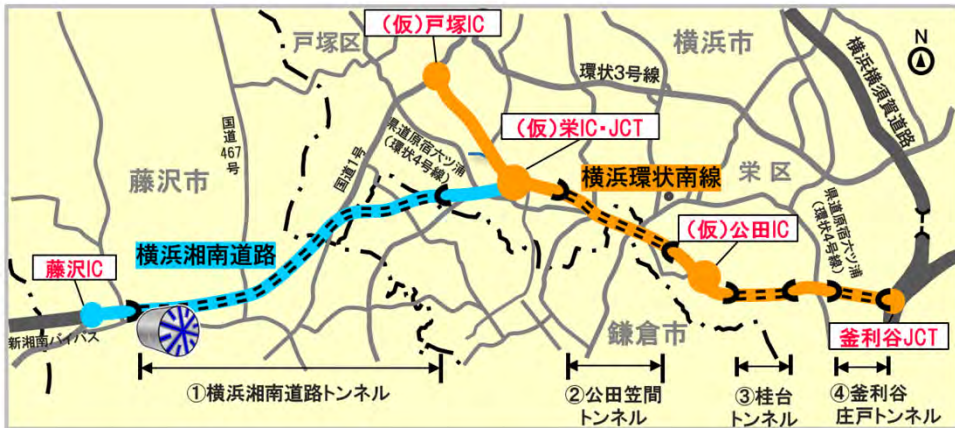 (仮)戸塚IC
戸塚区
横浜市
N
横浜横須賀道路
環状3号線
国道
467
号
国道1号
県道原宿六ツ浦
(環状4号線)
(仮)栄IC・JCT
藤沢市
横浜環状南線
栄区
県道原宿六ツ浦
(環状4号線)
横浜湘南道路
(仮)公田IC
藤沢IC
新湘南バイパス
鎌倉市
釜利谷JCT
①横浜湘南道路トンネル
②公田笠間
トンネル
③桂台
トンネル
④釜利谷
庄戸トンネル